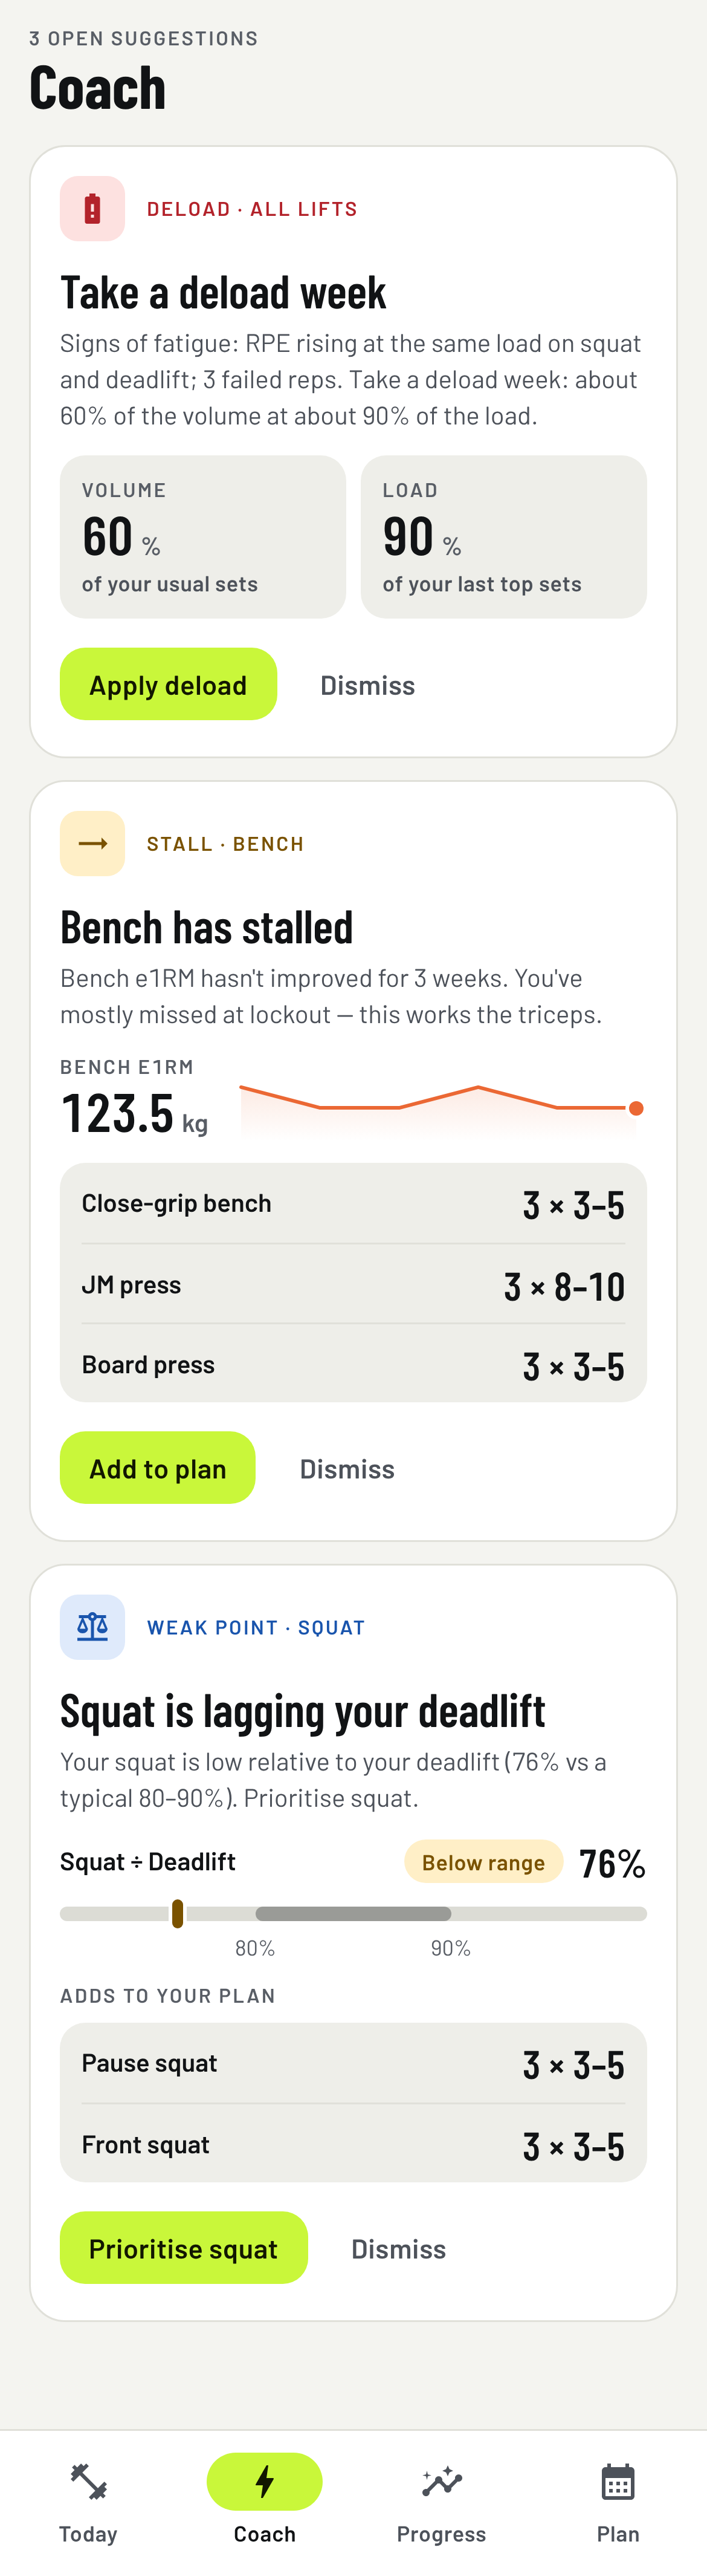 3 OPEN SUGGESTIONS
Coach
DELOAD · ALL LIFTS
Take a deload week
Signs of fatigue: RPE rising at the same load on squat
and deadlift; 3 failed reps. Take a deload week: about
60% of the volume at about 90% of the load.
VOLUME
60 %
of your usual sets
LOAD
90 %
of your last top sets
Apply deload
Dismiss
STALL · BENCH
Bench has stalled
Bench e1RM hasn't improved for 3 weeks. You've
mostly missed at lockout — this works the triceps.
BENCH E1RM
123.5 kg
Close-grip bench 3 × 3–5
JM press 3 × 8–10
Board press 3 × 3–5
Add to plan
Dismiss
WEAK POINT · SQUAT
Squat is lagging your deadlift
Your squat is low relative to your deadlift (76% vs a
typical 80–90%). Prioritise squat.
Squat ÷ Deadlift Below range 76%
80% 90%
ADDS TO YOUR PLAN
Pause squat 3 × 3–5
Front squat 3 × 3–5
Prioritise squat
Dismiss
Today Coach Progress Plan